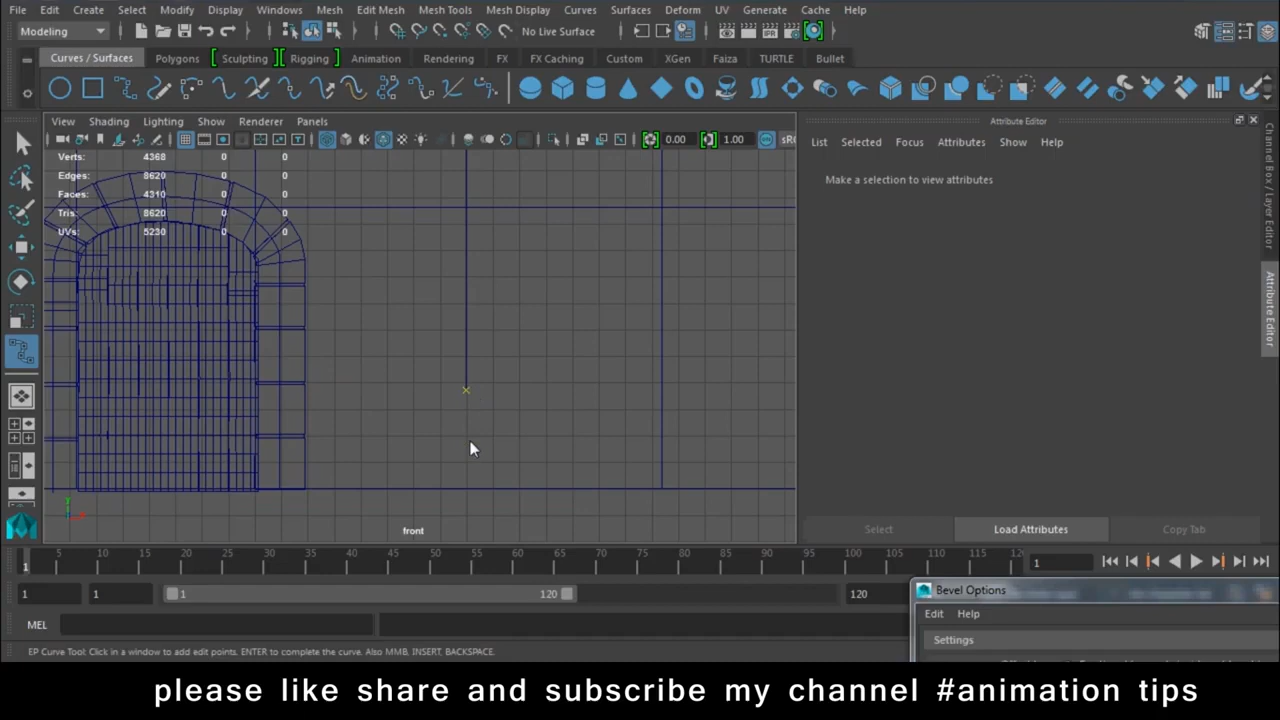 File Edit Create Select Modify Display Windows Mesh Edit Mesh Mesh Tools Mesh Display Curves Surfaces Deform UV Generate Cache Help
Modeling No Live Surface
Curves / Surfaces Polygons Sculpting Rigging Animation Rendering FX FX Caching Custom XGen Faiza TURTLE Bullet
View Shading Lighting Show Renderer Panels
0.00 1.00
Attribute Editor
List Selected Focus Attributes Show Help
Make a selection to view attributes
Verts: 4368 0 0
Edges: 8620 0 0
Faces: 4310 0 0
Tris: 8620 0 0
UVs: 5230 0 0
Channel Box / Layer Editor
Attribute Editor
front
Select Load Attributes Copy Tab
5 10 15 20 25 30 35 40 45 50 55 60 65 70 75 80 85 90 95 100 105 110 115
1 1
1 1 1 120 120
Bevel Options
Edit Help
Settings
MEL
EP Curve Tool: Click in a window to add edit points. ENTER to complete the curve. Also MMB, INSERT, BACKSPACE.
please like share and subscribe my channel #animation tips